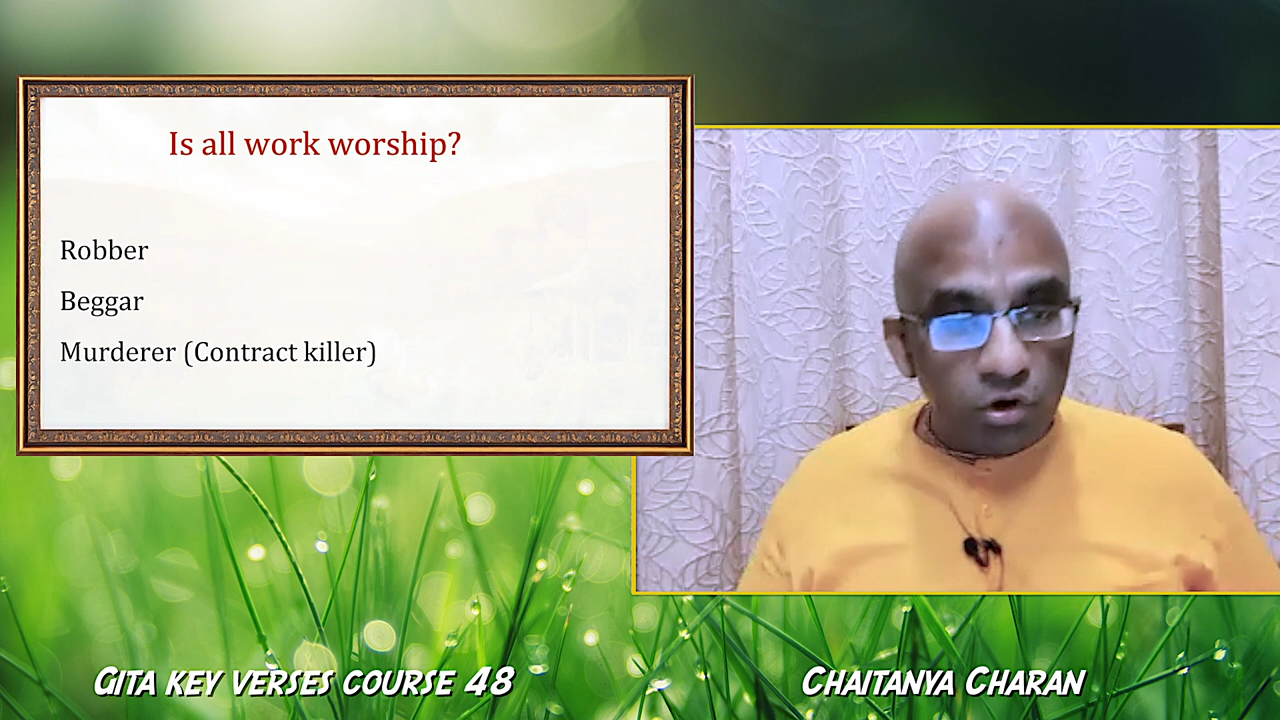 Is all work worship?
Robber
Beggar
Murderer (Contract killer)
GITA KEY VERSES COURSE 48
CHAITANYA CHARAN